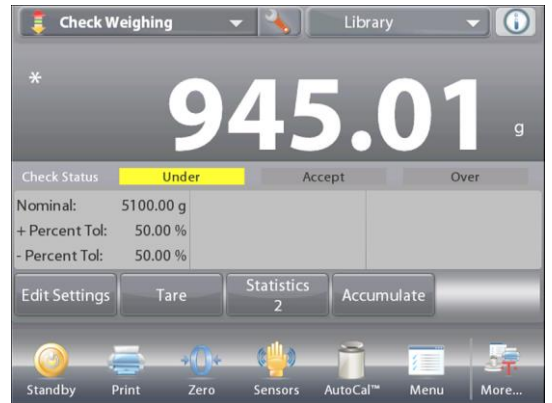 Check Weighing Library
*
945.01 g
Check Status Under Accept Over
Nominal: 5100.00 g
+ Percent Tol: 50.00 %
- Percent Tol: 50.00 %
Edit Settings Tare Statistics Accumulate
2
Standby Print Zero Sensors AutoCal™ Menu More...